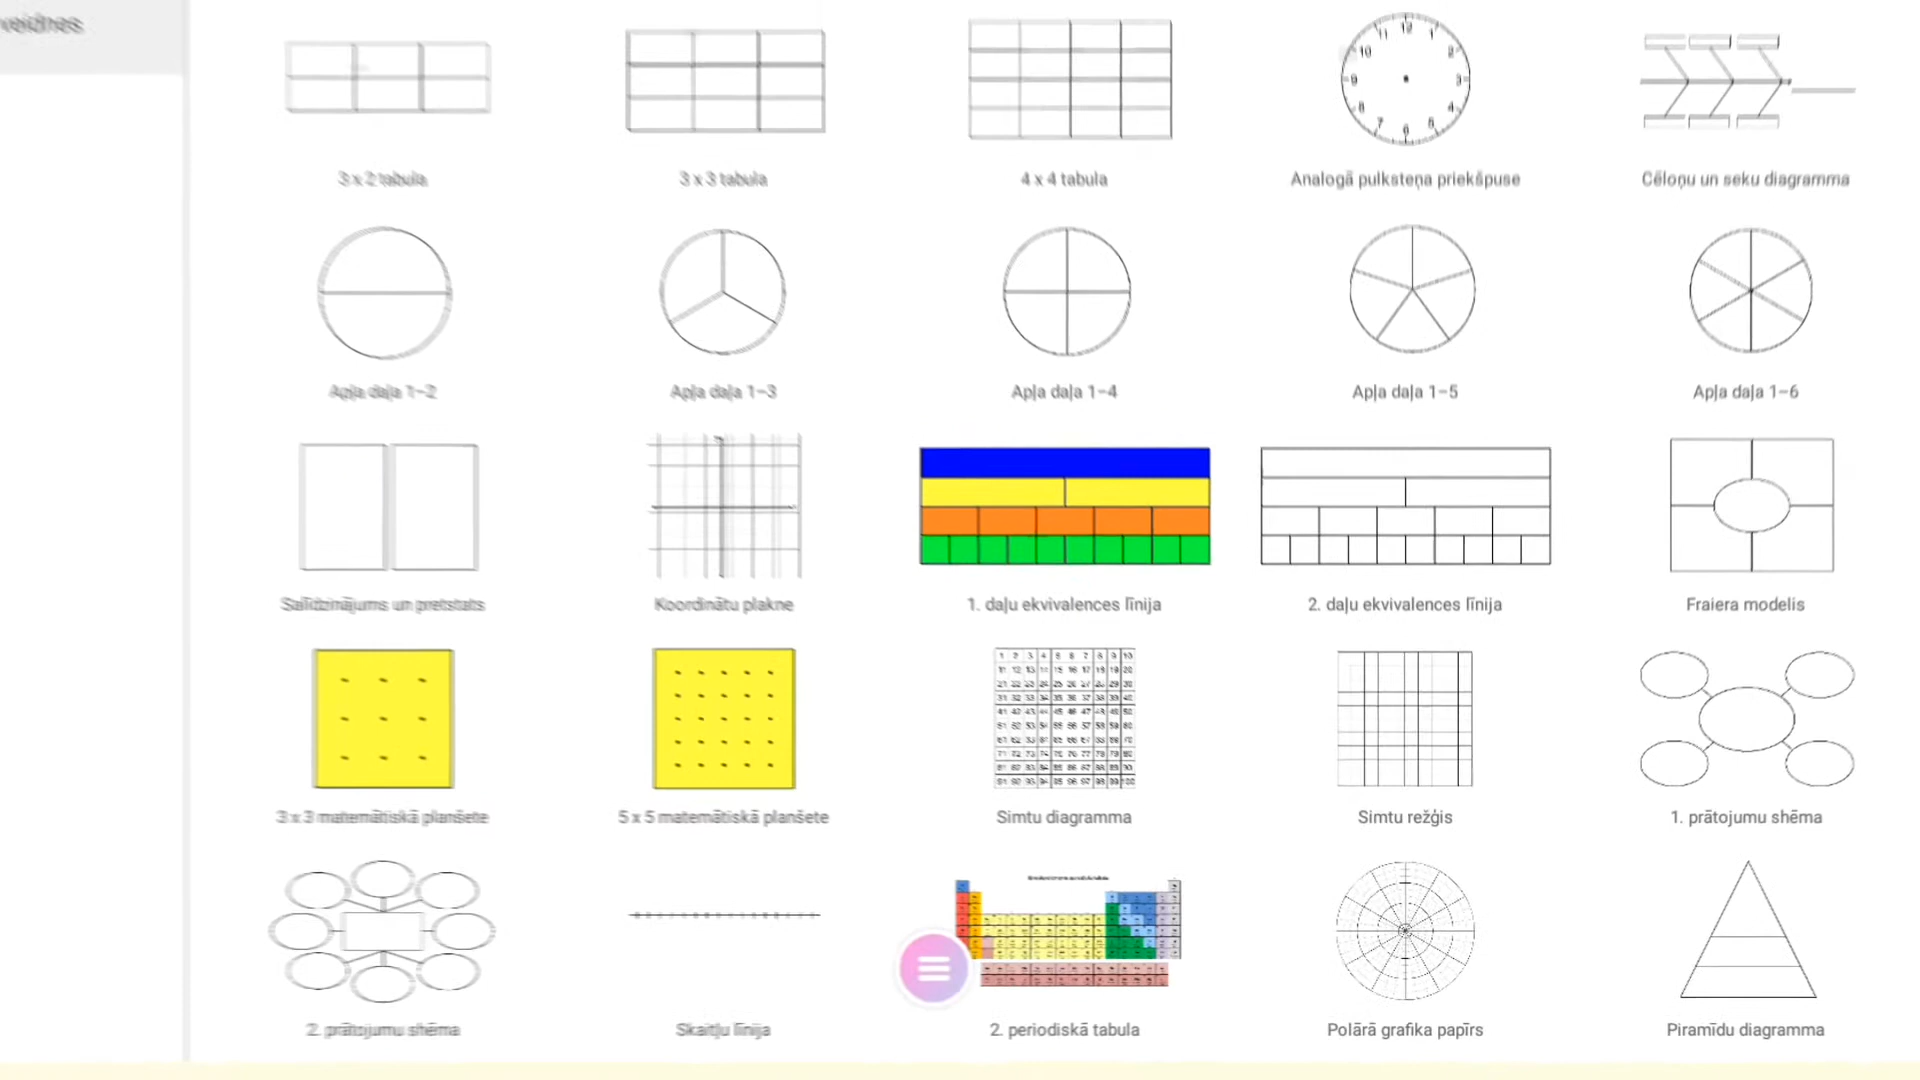 veidnes
3 x 2 tabula
3 x 3 tabula
4 x 4 tabula
Analogā pulksteņa priekšpuse
Cēloņu un seku diagramma
Apļa daļa 1–2
Apļa daļa 1–3
Apļa daļa 1–4
Apļa daļa 1–5
Apļa daļa 1–6
Salīdzinājums un pretstats
Koordinātu plakne
1. daļu ekvivalences līnija
2. daļu ekvivalences līnija
Fraiera modelis
3 x 3 matemātiskā planšete
5 x 5 matemātiskā planšete
Simtu diagramma
Simtu režģis
1. prātojumu shēma
2. prātojumu shēma
Skaitļu līnija
2. periodiskā tabula
Polārā grafika papīrs
Piramīdu diagramma